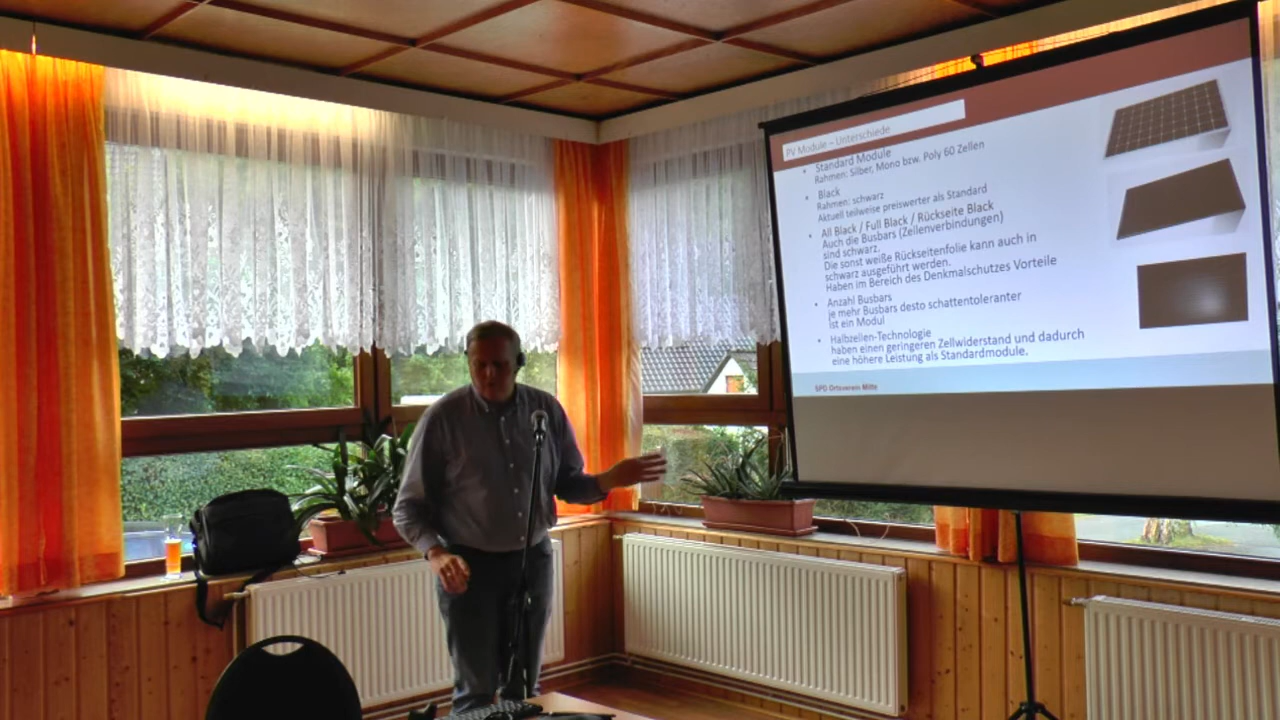 PV Module – Unterschiede
• Standard Module
Rahmen: Silber, Mono bzw. Poly 60 Zellen
• Black
Rahmen: schwarz
Aktuell teilweise preiswerter als Standard
• All Black / Full Black / Rückseite Black
Auch die Busbars (Zellenverbindungen)
sind schwarz.
Die sonst weiße Rückseitenfolie kann auch in
schwarz ausgeführt werden.
Haben im Bereich des Denkmalschutzes Vorteile
• Anzahl Busbars
je mehr Busbars desto schattentoleranter
ist ein Modul
• Halbzellen-Technologie
haben einen geringeren Zellwiderstand und dadurch
eine höhere Leistung als Standardmodule.
SPD Ortsverein Mitte